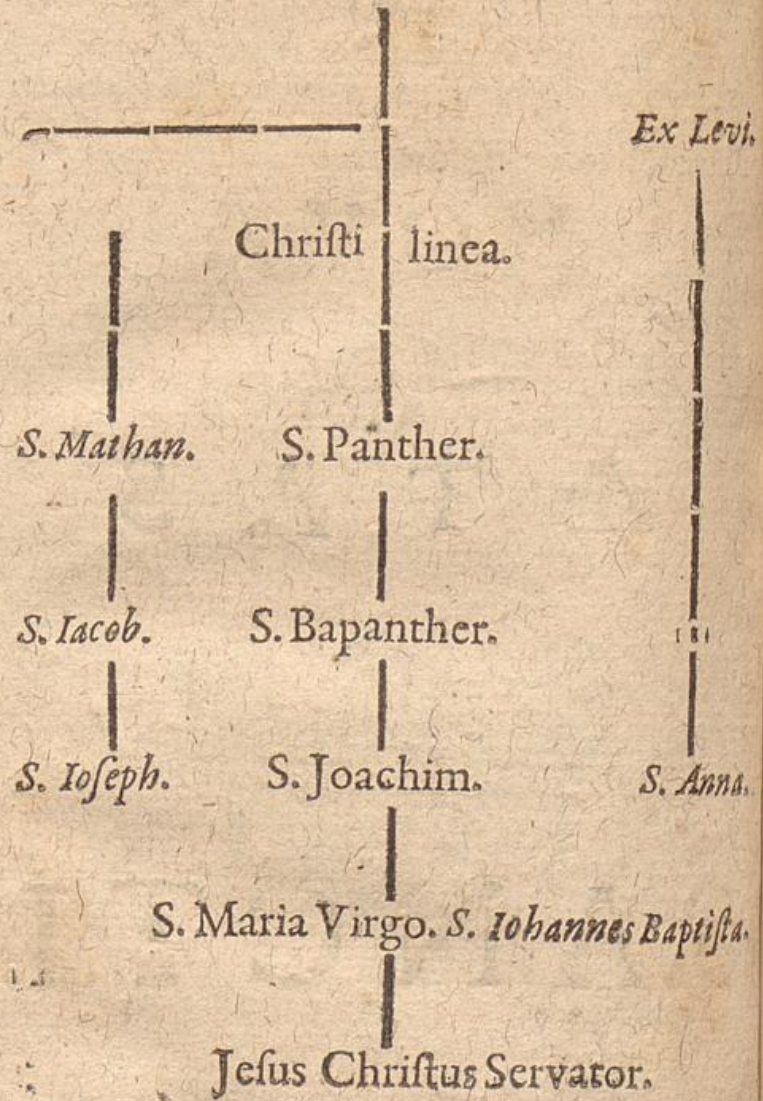 Ex Levi.
Chriſti linea.
S. Mathan. S. Panther.
S. Iacob. S. Bapanther.
S. Ioſeph. S. Joachim. S. Anna.
S. Maria Virgo. S. Iohannes Baptiſta.
Jeſus Chriſtus Servator.